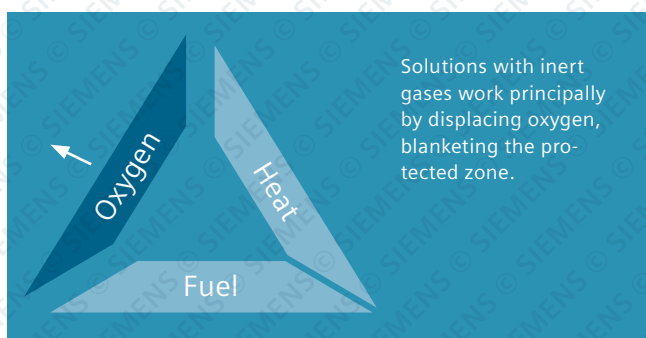 Solutions with inert
gases work principally
by displacing oxygen,
blanketing the pro-
tected zone.
Oxygen
Heat
Fuel
© SIEMENS